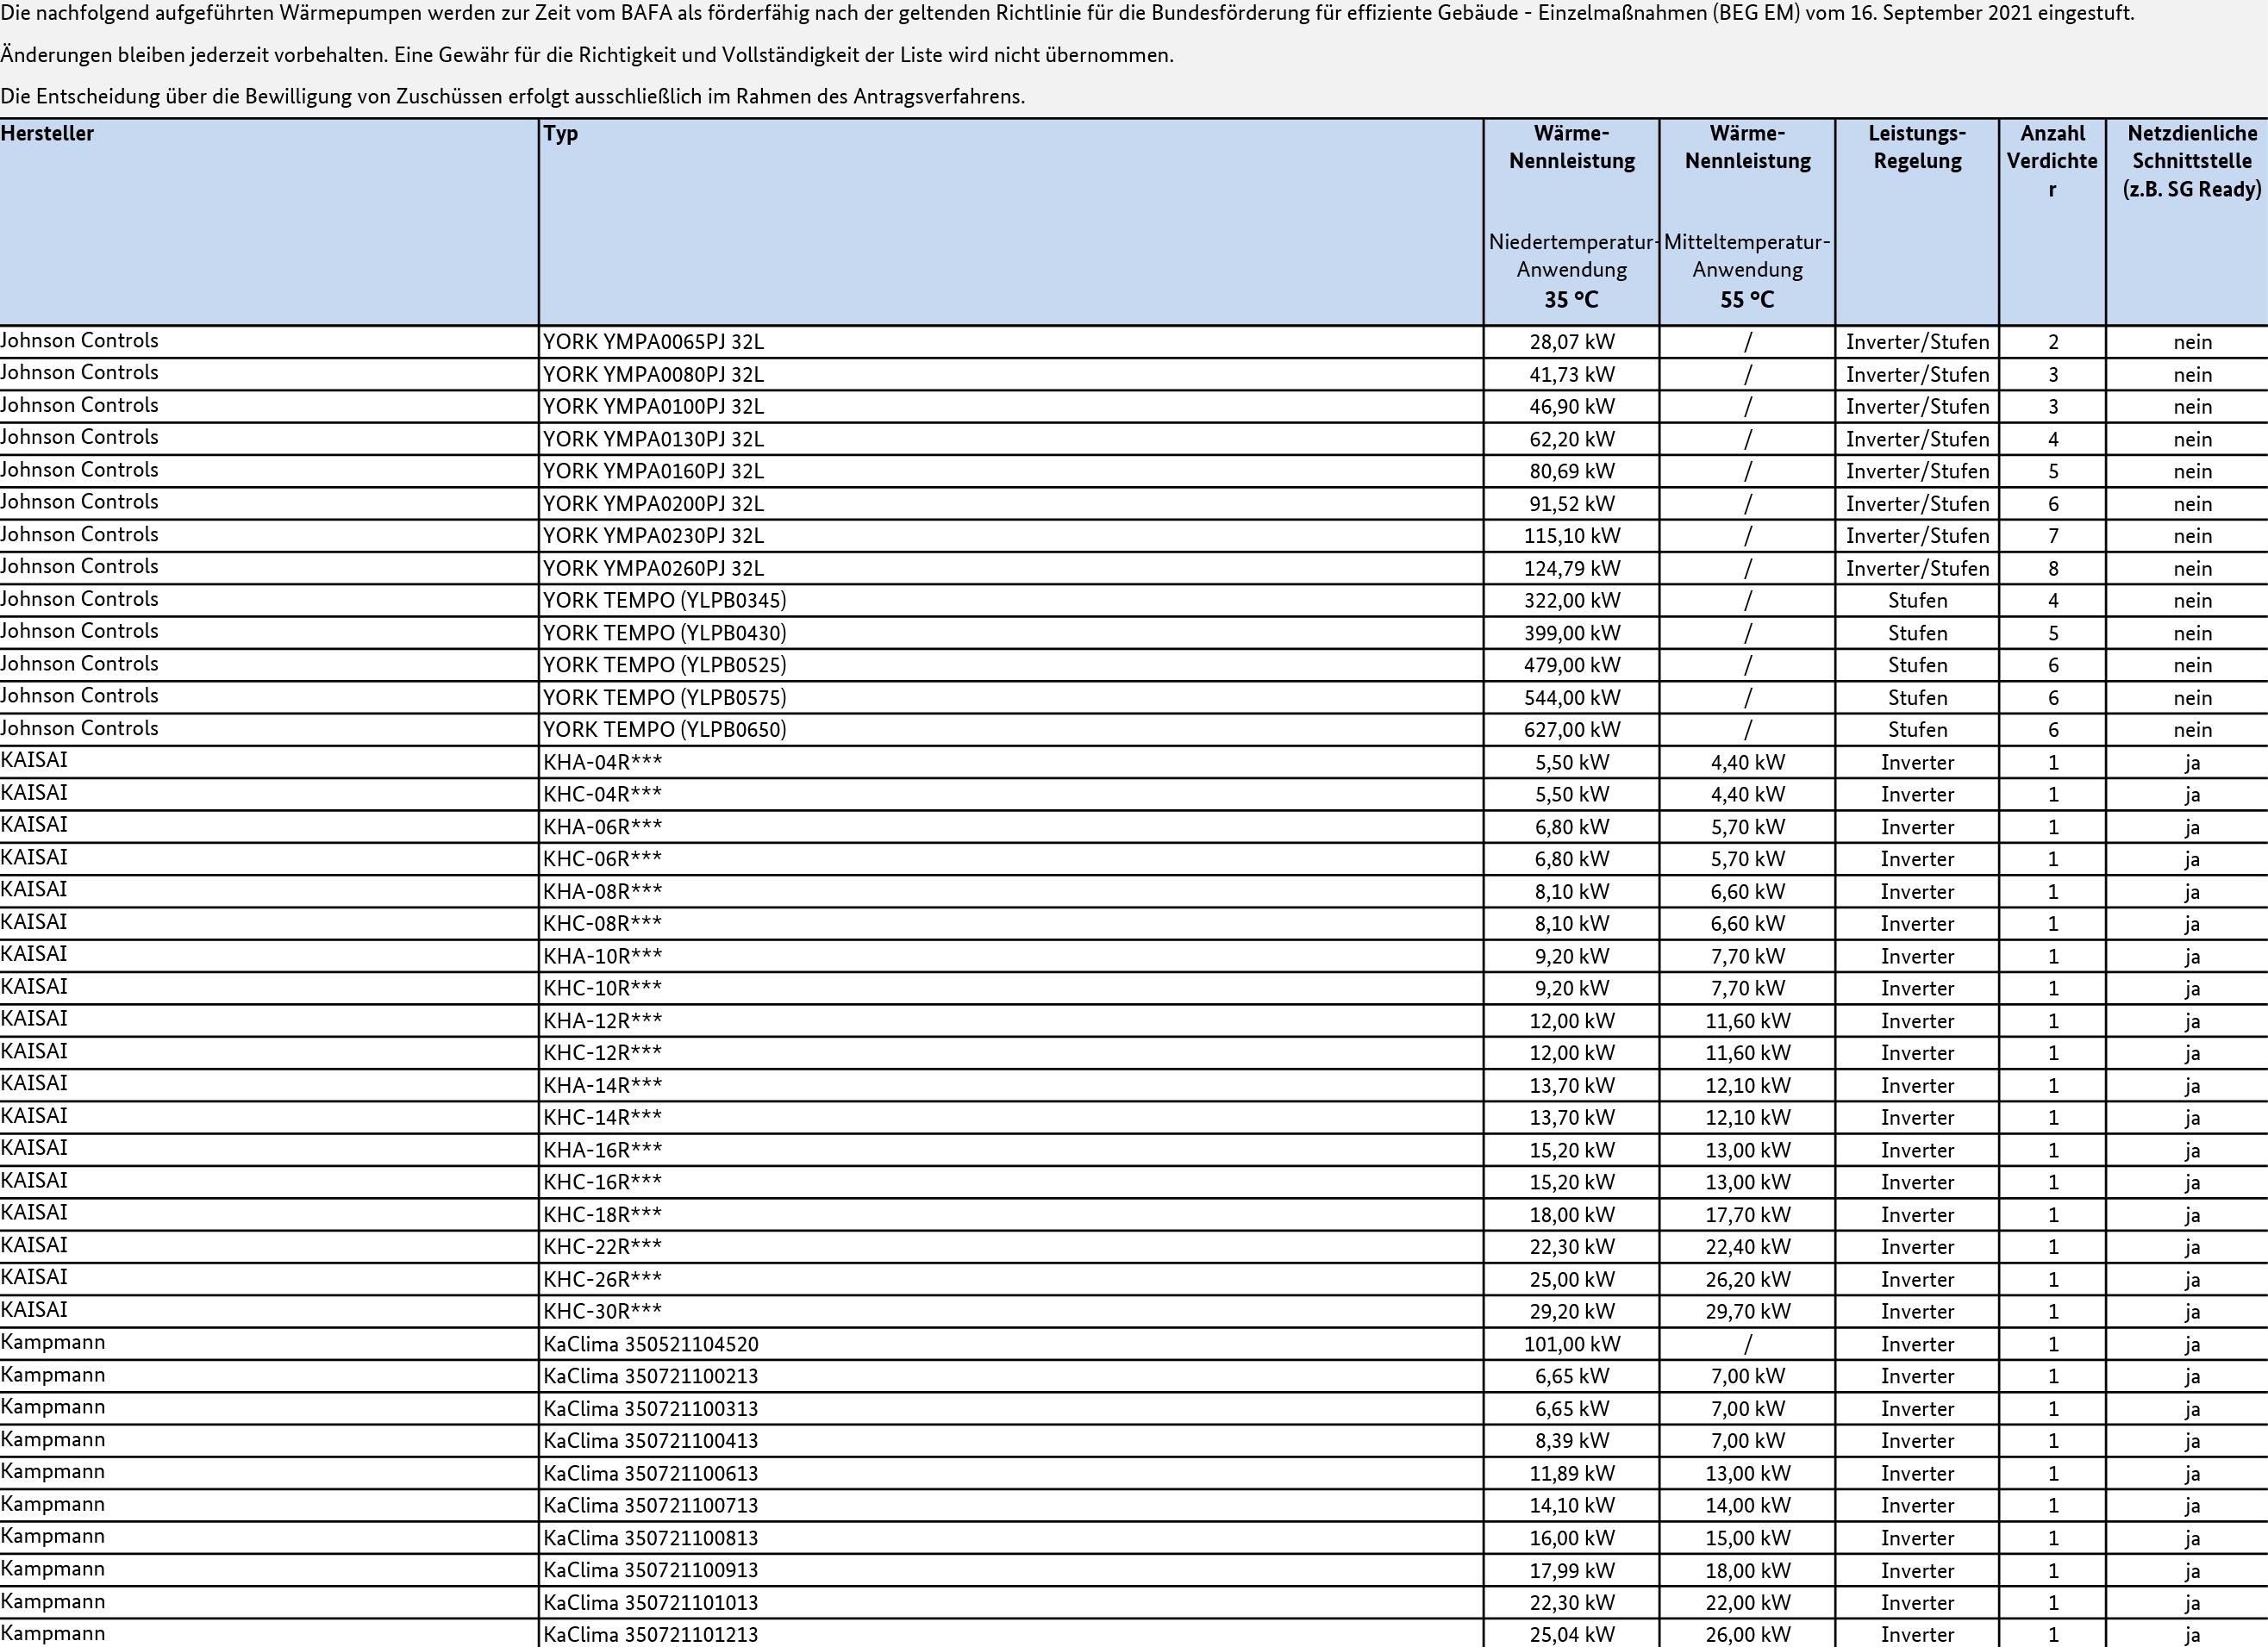 Die nachfolgend aufgeführten Wärmepumpen werden zur Zeit vom BAFA als förderfähig nach der geltenden Richtlinie für die Bundesförderung für effiziente Gebäude - Einzelmaßnahmen (BEG EM) vom 16. September 2021 eingestuft.
Änderungen bleiben jederzeit vorbehalten. Eine Gewähr für die Richtigkeit und Vollständigkeit der Liste wird nicht übernommen.
Die Entscheidung über die Bewilligung von Zuschüssen erfolgt ausschließlich im Rahmen des Antragsverfahrens.
Hersteller Typ Wärme- Wärme- Leistungs- Anzahl Netzdienliche
Nennleistung Nennleistung Regelung Verdichte Schnittstelle
r (z.B. SG Ready)
Niedertemperatur- Mitteltemperatur-
Anwendung Anwendung
35 °C 55 °C
Johnson Controls YORK YMPA0065PJ 32L 28,07 kW / Inverter/Stufen 2 nein
Johnson Controls YORK YMPA0080PJ 32L 41,73 kW / Inverter/Stufen 3 nein
Johnson Controls YORK YMPA0100PJ 32L 46,90 kW / Inverter/Stufen 3 nein
Johnson Controls YORK YMPA0130PJ 32L 62,20 kW / Inverter/Stufen 4 nein
Johnson Controls YORK YMPA0160PJ 32L 80,69 kW / Inverter/Stufen 5 nein
Johnson Controls YORK YMPA0200PJ 32L 91,52 kW / Inverter/Stufen 6 nein
Johnson Controls YORK YMPA0230PJ 32L 115,10 kW / Inverter/Stufen 7 nein
Johnson Controls YORK YMPA0260PJ 32L 124,79 kW / Inverter/Stufen 8 nein
Johnson Controls YORK TEMPO (YLPB0345) 322,00 kW / Stufen 4 nein
Johnson Controls YORK TEMPO (YLPB0430) 399,00 kW / Stufen 5 nein
Johnson Controls YORK TEMPO (YLPB0525) 479,00 kW / Stufen 6 nein
Johnson Controls YORK TEMPO (YLPB0575) 544,00 kW / Stufen 6 nein
Johnson Controls YORK TEMPO (YLPB0650) 627,00 kW / Stufen 6 nein
KAISAI KHA-04R*** 5,50 kW 4,40 kW Inverter 1 ja
KAISAI KHC-04R*** 5,50 kW 4,40 kW Inverter 1 ja
KAISAI KHA-06R*** 6,80 kW 5,70 kW Inverter 1 ja
KAISAI KHC-06R*** 6,80 kW 5,70 kW Inverter 1 ja
KAISAI KHA-08R*** 8,10 kW 6,60 kW Inverter 1 ja
KAISAI KHC-08R*** 8,10 kW 6,60 kW Inverter 1 ja
KAISAI KHA-10R*** 9,20 kW 7,70 kW Inverter 1 ja
KAISAI KHC-10R*** 9,20 kW 7,70 kW Inverter 1 ja
KAISAI KHA-12R*** 12,00 kW 11,60 kW Inverter 1 ja
KAISAI KHC-12R*** 12,00 kW 11,60 kW Inverter 1 ja
KAISAI KHA-14R*** 13,70 kW 12,10 kW Inverter 1 ja
KAISAI KHC-14R*** 13,70 kW 12,10 kW Inverter 1 ja
KAISAI KHA-16R*** 15,20 kW 13,00 kW Inverter 1 ja
KAISAI KHC-16R*** 15,20 kW 13,00 kW Inverter 1 ja
KAISAI KHC-18R*** 18,00 kW 17,70 kW Inverter 1 ja
KAISAI KHC-22R*** 22,30 kW 22,40 kW Inverter 1 ja
KAISAI KHC-26R*** 25,00 kW 26,20 kW Inverter 1 ja
KAISAI KHC-30R*** 29,20 kW 29,70 kW Inverter 1 ja
Kampmann KaClima 350521104520 101,00 kW / Inverter 1 ja
Kampmann KaClima 350721100213 6,65 kW 7,00 kW Inverter 1 ja
Kampmann KaClima 350721100313 6,65 kW 7,00 kW Inverter 1 ja
Kampmann KaClima 350721100413 8,39 kW 7,00 kW Inverter 1 ja
Kampmann KaClima 350721100613 11,89 kW 13,00 kW Inverter 1 ja
Kampmann KaClima 350721100713 14,10 kW 14,00 kW Inverter 1 ja
Kampmann KaClima 350721100813 16,00 kW 15,00 kW Inverter 1 ja
Kampmann KaClima 350721100913 17,99 kW 18,00 kW Inverter 1 ja
Kampmann KaClima 350721101013 22,30 kW 22,00 kW Inverter 1 ja
Kampmann KaClima 350721101213 25,04 kW 26,00 kW Inverter 1 ja